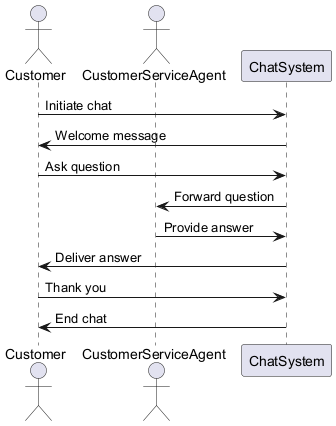 Customer CustomerServiceAgent ChatSystem
Initiate chat
Welcome message
Ask question
Forward question
Provide answer
Deliver answer
Thank you
End chat
Customer CustomerServiceAgent ChatSystem